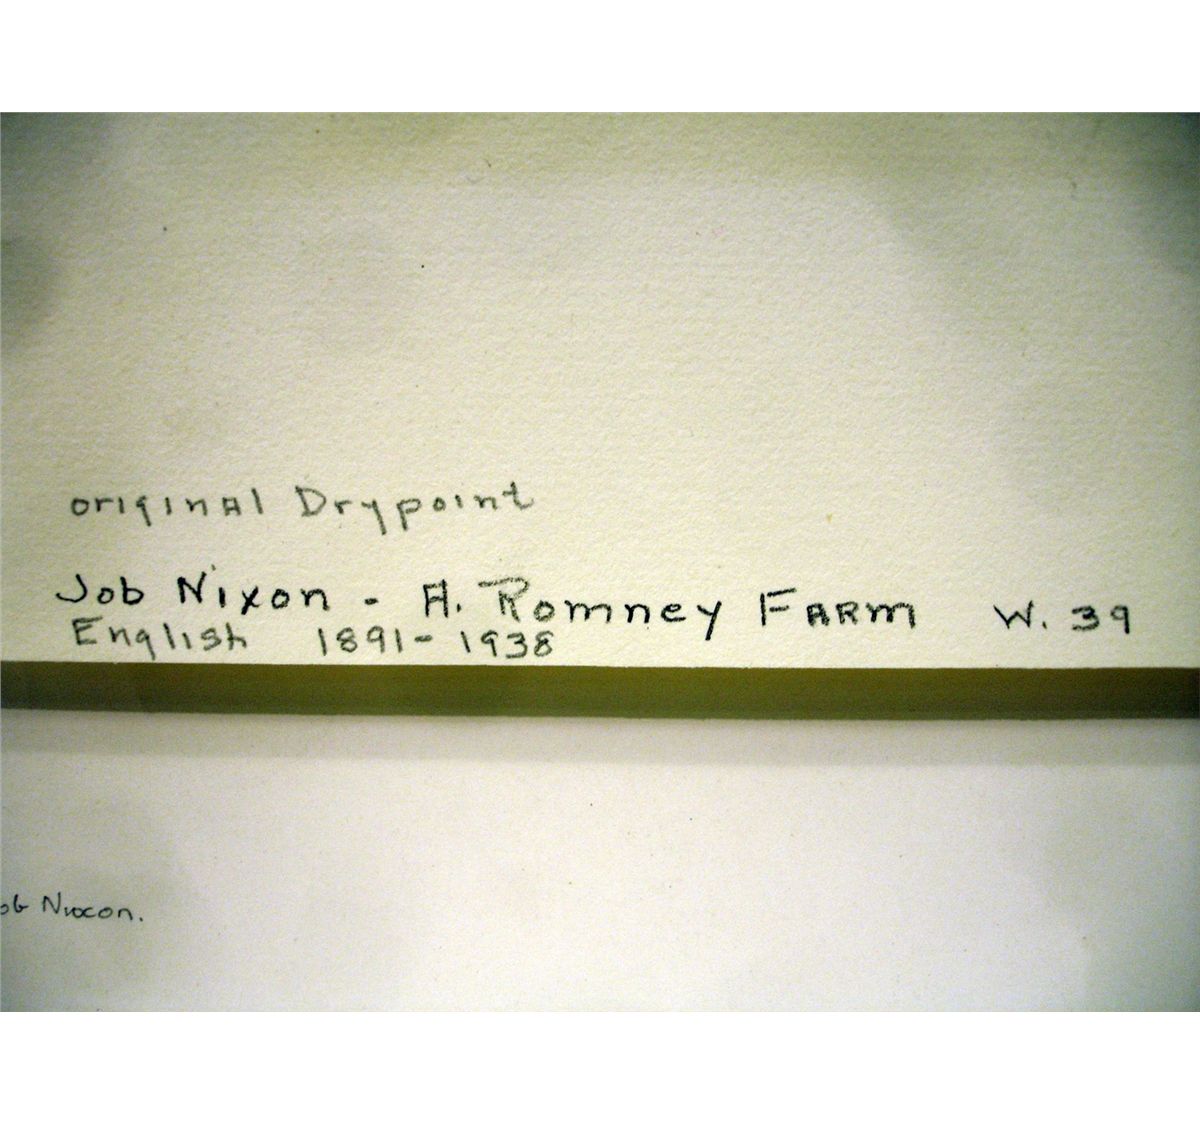 original Drypoint
Job Nixon - A. Romney Farm W. 39
English 1891-1938
Nixon.